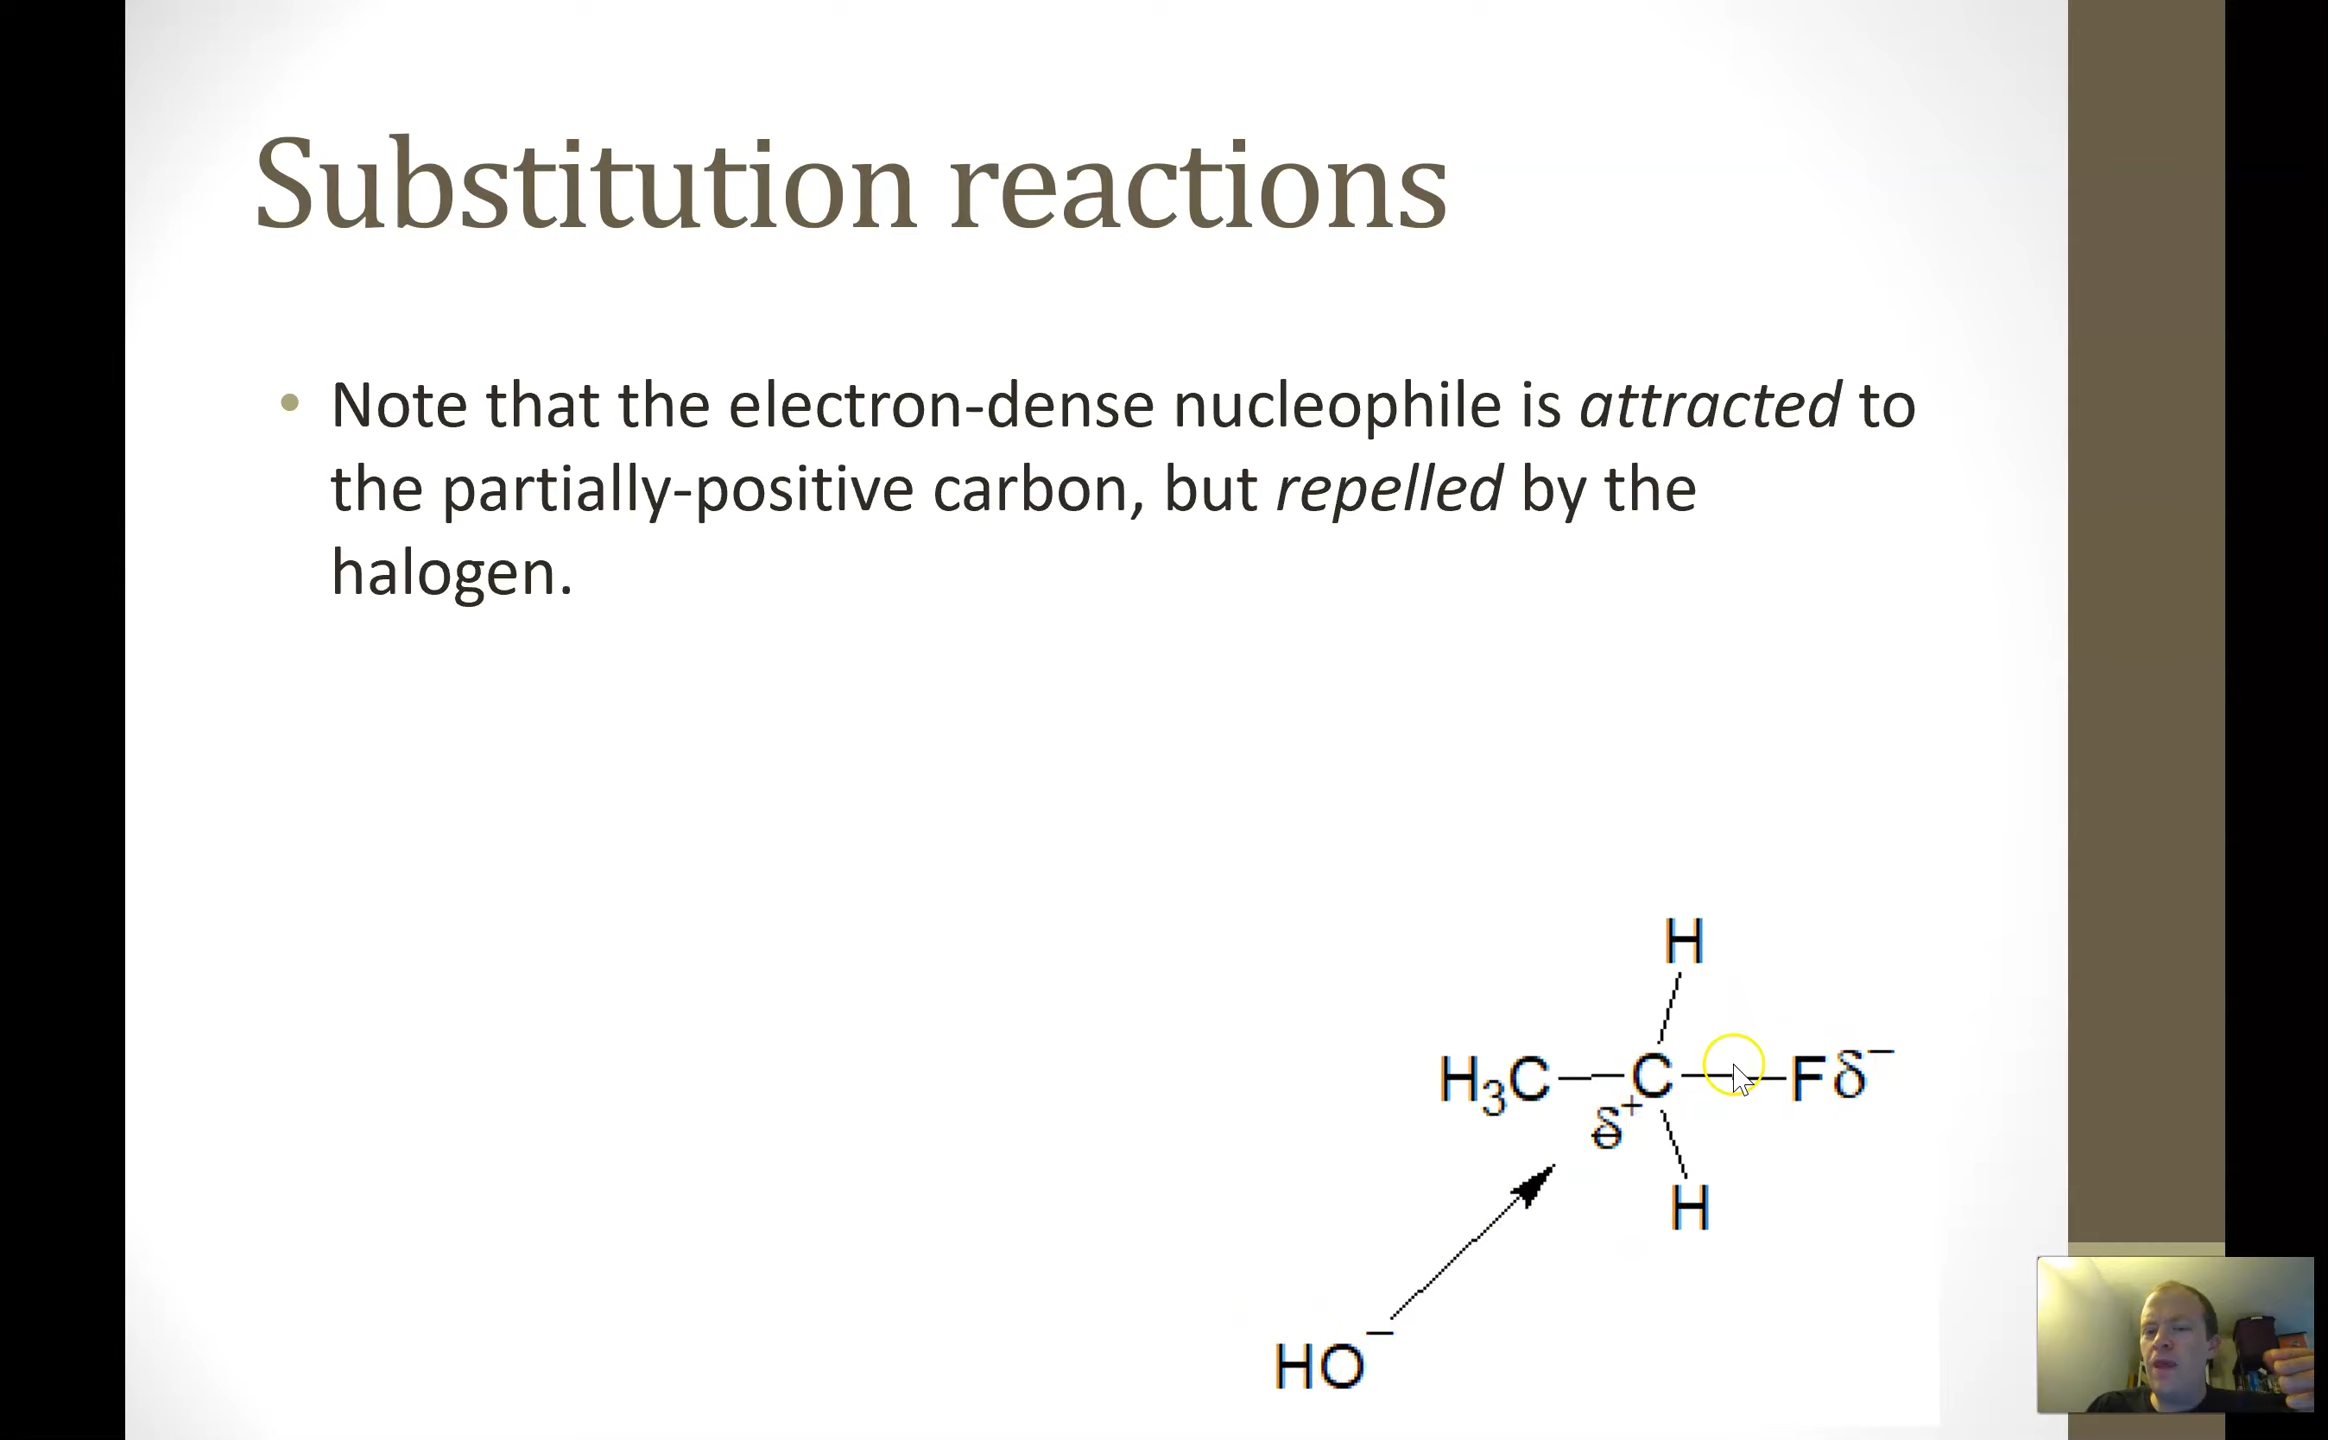 Substitution reactions
• Note that the electron-dense nucleophile is attracted to
the partially-positive carbon, but repelled by the
halogen.
H
H₃C—C—Fδ⁻
δ⁺
H
HO⁻